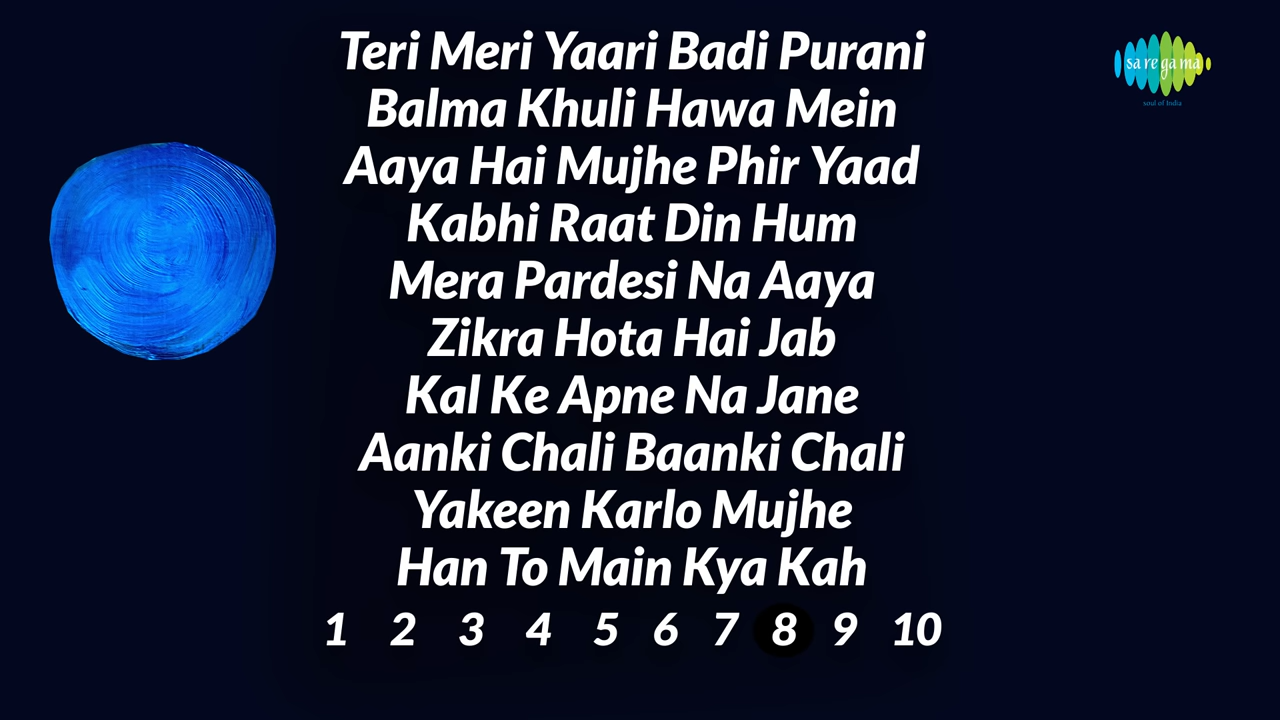 Teri Meri Yaari Badi Purani
Balma Khuli Hawa Mein
Aaya Hai Mujhe Phir Yaad
Kabhi Raat Din Hum
Mera Pardesi Na Aaya
Zikra Hota Hai Jab
Kal Ke Apne Na Jane
Aanki Chali Baanki Chali
Yakeen Karlo Mujhe
Han To Main Kya Kah
1 2 3 4 5 6 7 8 9 10
sa re ga ma
soul of India